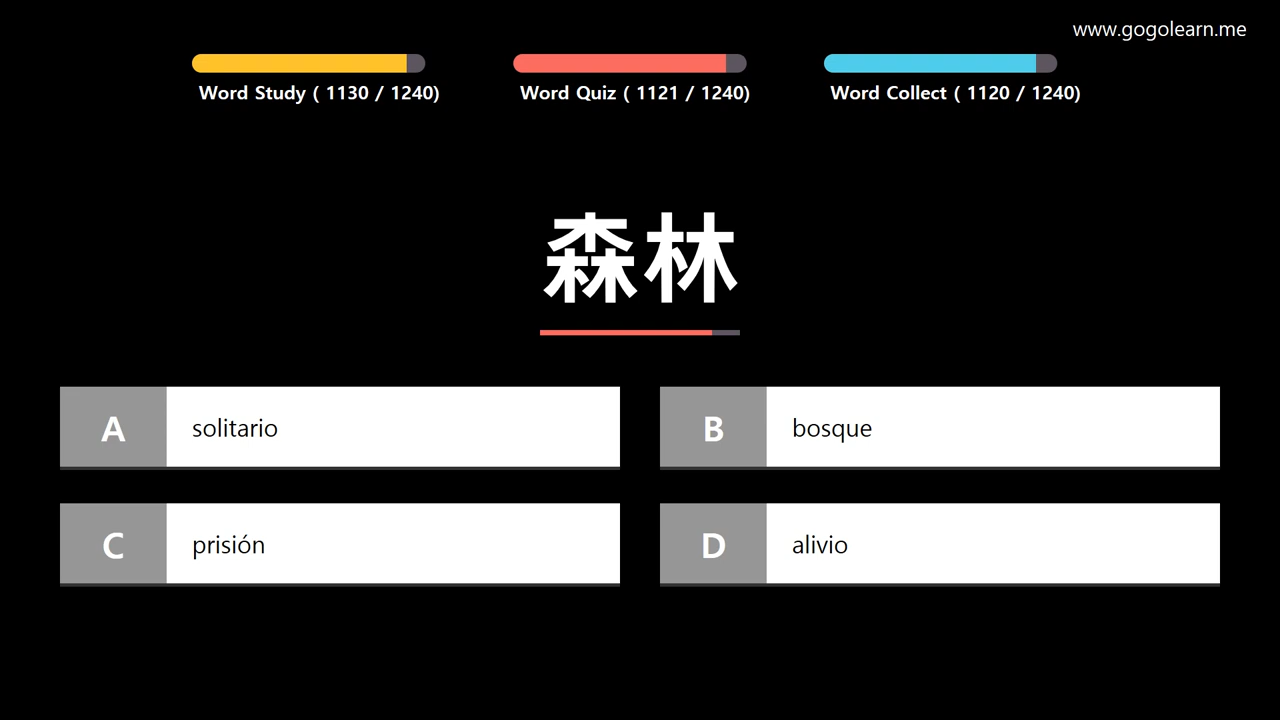 www.gogolearn.me
Word Study ( 1130 / 1240)
Word Quiz ( 1121 / 1240)
Word Collect ( 1120 / 1240)
森林
A solitario
B bosque
C prisión
D alivio